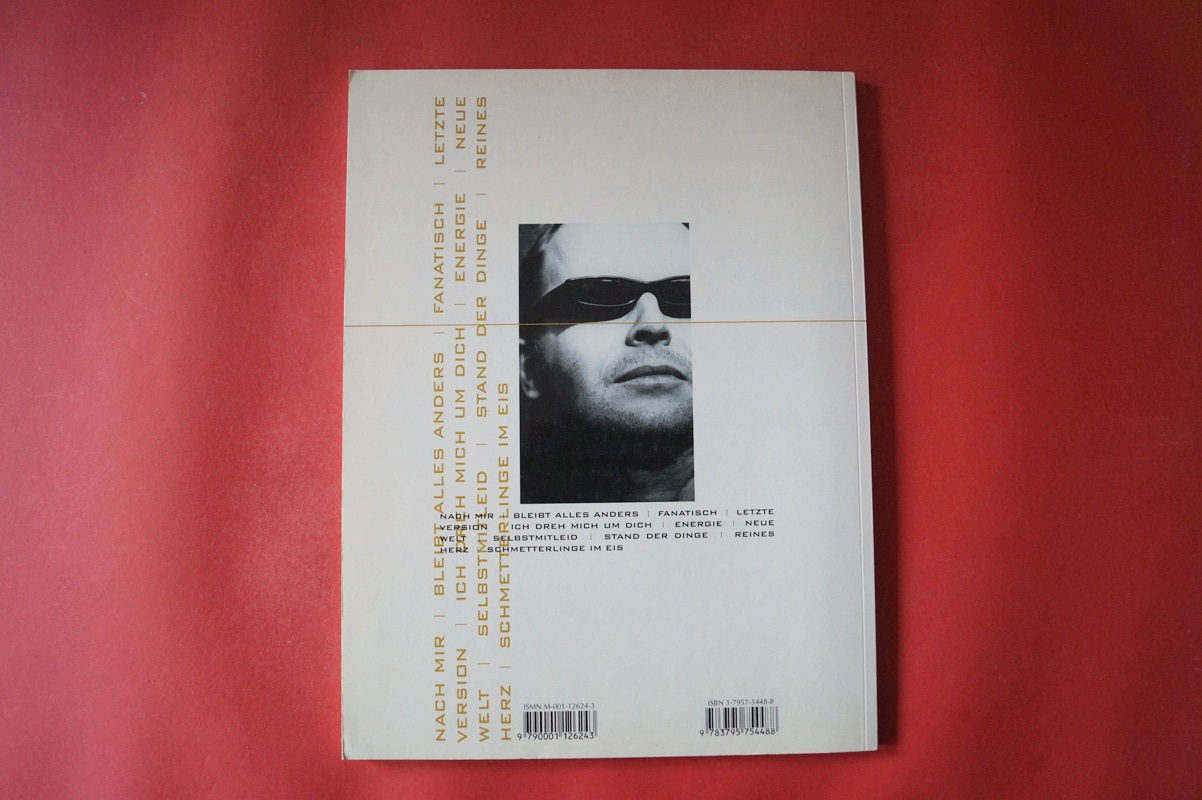 NACH MIR | BLEIBT ALLES ANDERS | FANATISCH | LETZTE
VERSION | ICH DREH MICH UM DICH | ENERGIE | NEUE
WELT | SELBSTMITLEID | STAND DER DINGE | REINES
HERZ | SCHMETTERLINGE IM EIS
NACH MIR | BLEIBT ALLES ANDERS | FANATISCH | LETZTE
VERSION | ICH DREH MICH UM DICH | ENERGIE | NEUE
WELT | SELBSTMITLEID | STAND DER DINGE | REINES
HERZ | SCHMETTERLINGE IM EIS
ISMN M-001-12624-3
9 790001 126243
ISBN 3-7957-5448-8
9 783795 754488